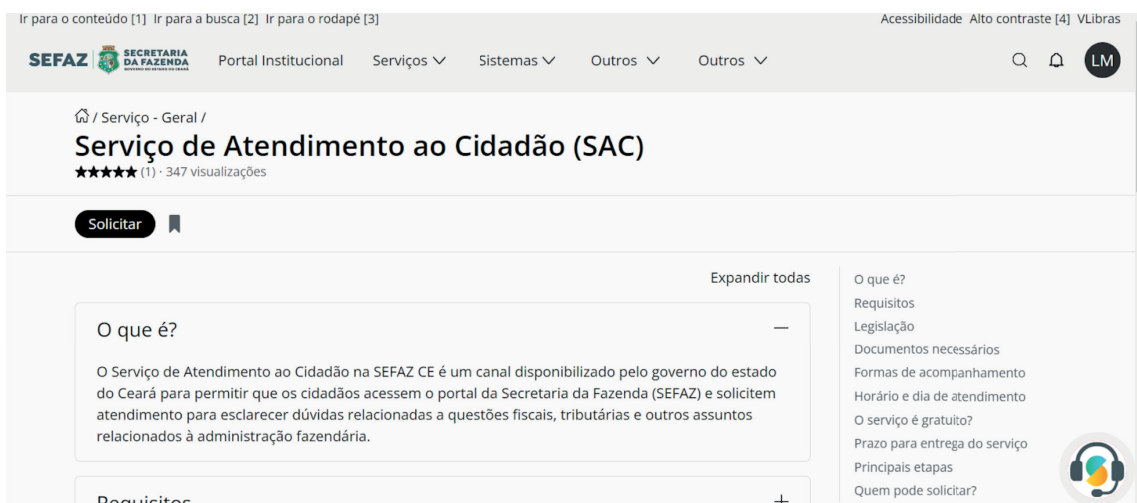 Ir para o conteúdo [1] Ir para a busca [2] Ir para o rodapé [3] Acessibilidade Alto contraste [4] VLibras
SEFAZ SECRETARIA DA FAZENDA Portal Institucional Serviços Sistemas Outros Outros LM
/ Serviço - Geral /
Serviço de Atendimento ao Cidadão (SAC)
★★★★★ (1) · 347 visualizações
Solicitar
Expandir todas
O que é?
O Serviço de Atendimento ao Cidadão na SEFAZ CE é um canal disponibilizado pelo governo do estado
do Ceará para permitir que os cidadãos acessem o portal da Secretaria da Fazenda (SEFAZ) e solicitem
atendimento para esclarecer dúvidas relacionadas a questões fiscais, tributárias e outros assuntos
relacionados à administração fazendária.
Requisitos
O que é?
Requisitos
Legislação
Documentos necessários
Formas de acompanhamento
Horário e dia de atendimento
O serviço é gratuito?
Prazo para entrega do serviço
Principais etapas
Quem pode solicitar?